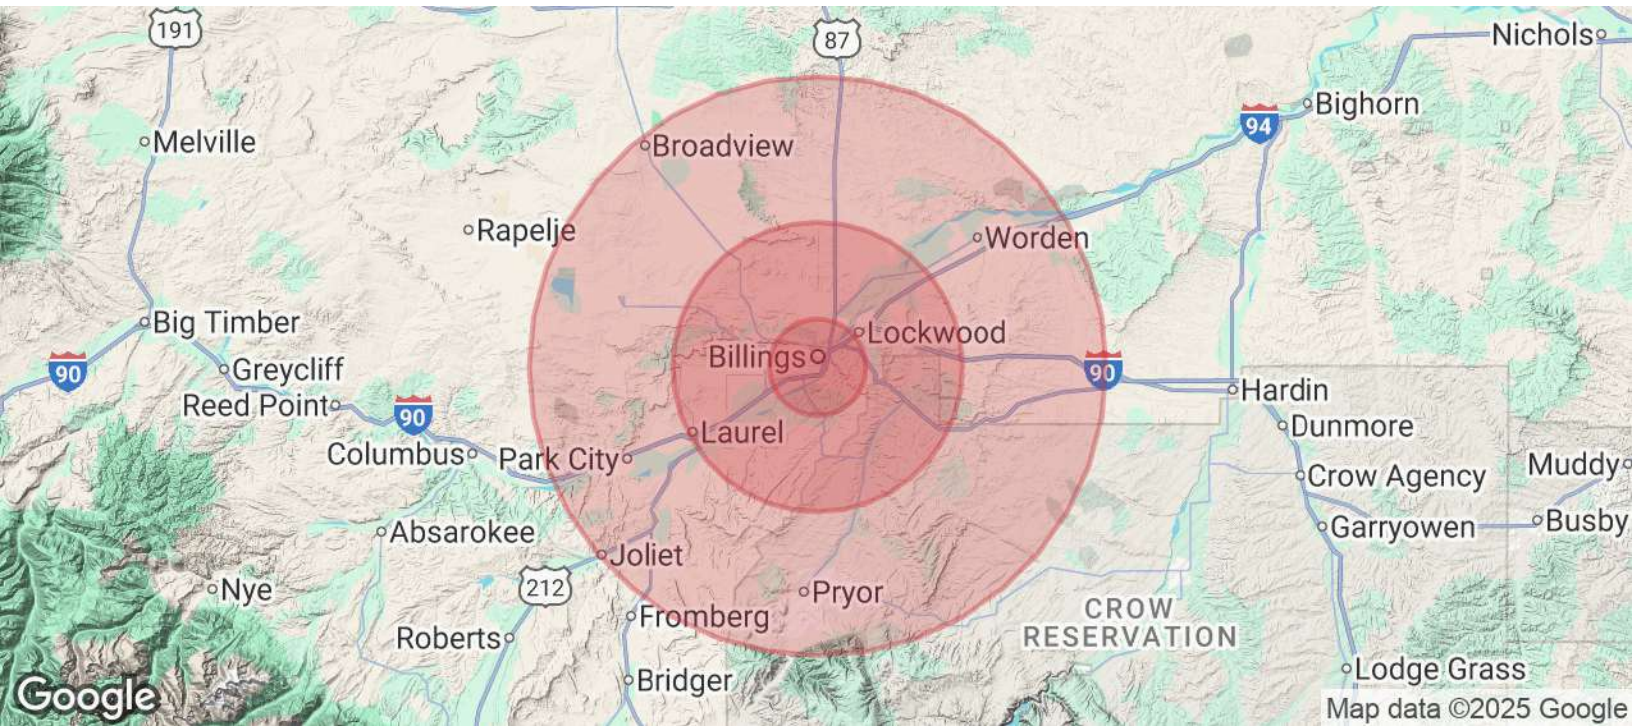 191
87
Nichols
Bighorn
94
Melville
Broadview
Rapelje
Worden
Big Timber
Lockwood
Billings
90
Greycliff
90
Hardin
Reed Point
90
Dunmore
Laurel
Columbus
Park City
Muddy
Crow Agency
Absarokee
Garryowen
Busby
Joliet
212
Nye
Pryor
Fromberg
CROW
RESERVATION
Roberts
Bridger
Lodge Grass
Google
Map data ©2025 Google